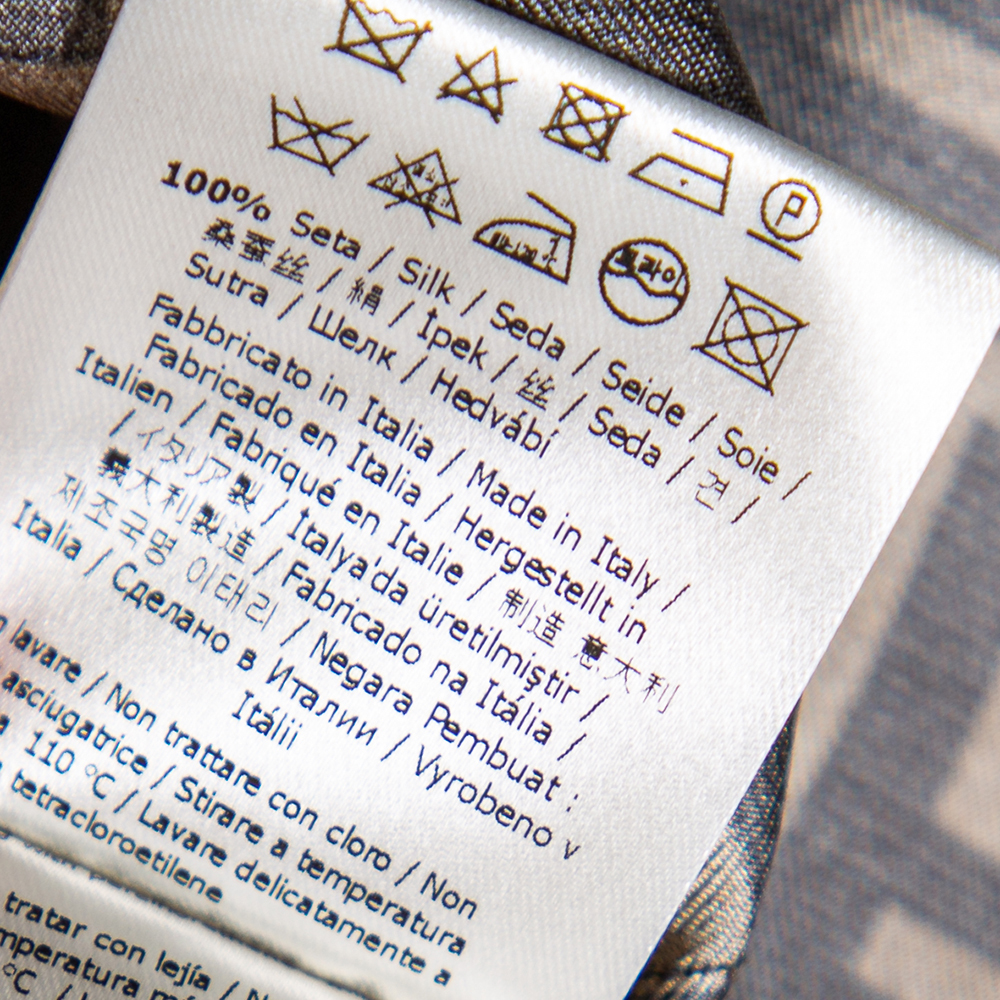 P
드라이
100% Seta / Silk / Seda / Seide / Soie /
桑蚕丝 / 絹 / İpek / 丝 / Seda / 견 /
Sutra / Шелк / Hedvábí
Fabbricato in Italia / Made in Italy /
Fabricado en Italia / Hergestellt in
Italien / Fabriqué en Italie / 制造 意大利
/ イタリア製 / İtalya'da üretilmiştir /
義大利製造 / Fabricado na Itália /
제조국명 이태리 / Negara Pembuat :
Italia / Сделано в Италии / Vyrobeno v
Itálii
lavare / Non trattare con cloro / Non
asciugatrice / Stirare a temperatura
110 °C / Lavare delicatamente a
tetracloroetilene
tratar con lejía /
°C /